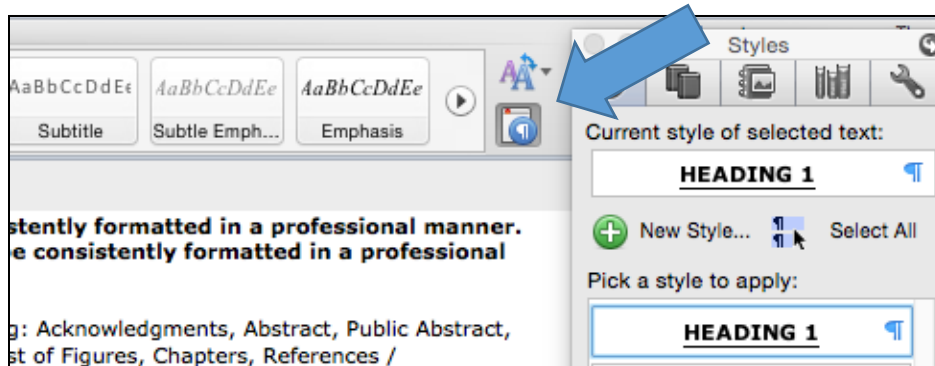 Styles
AaBbCcDdEe
AaBbCcDdEe
AaBbCcDdEe
Subtitle
Subtle Emph...
Emphasis
Current style of selected text:
HEADING 1 ¶
New Style...
Select All
Pick a style to apply:
HEADING 1 ¶
stently formatted in a professional manner.
e consistently formatted in a professional
g: Acknowledgments, Abstract, Public Abstract,
st of Figures, Chapters, References /